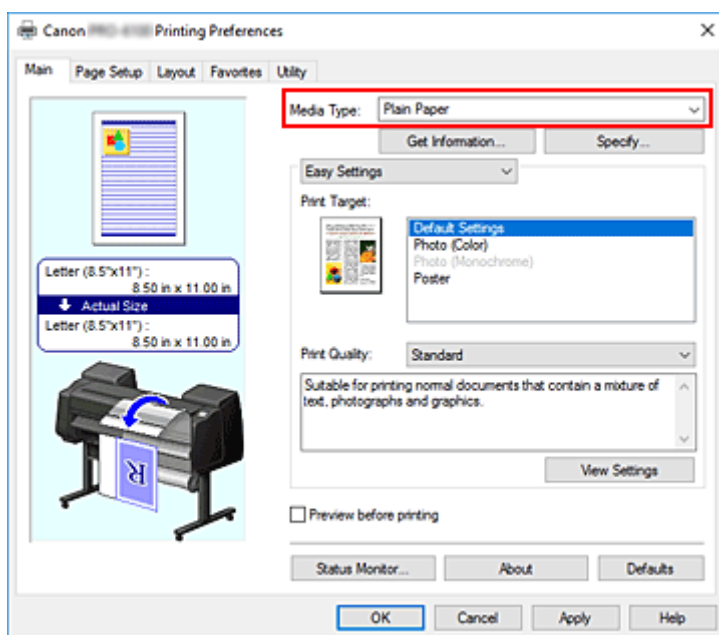 Canon Printing Preferences
Main Page Setup Layout Favorites Utility
Media Type: Plain Paper
Get Information... Specify...
Easy Settings
Print Target:
Default Settings
Photo (Color)
Photo (Monochrome)
Poster
Letter (8.5"x11") :
8.50 in x 11.00 in
Actual Size
Letter (8.5"x11") :
8.50 in x 11.00 in
Print Quality: Standard
Suitable for printing normal documents that contain a mixture of
text, photographs and graphics.
R
View Settings
Preview before printing
Status Monitor... About Defaults
OK Cancel Apply Help